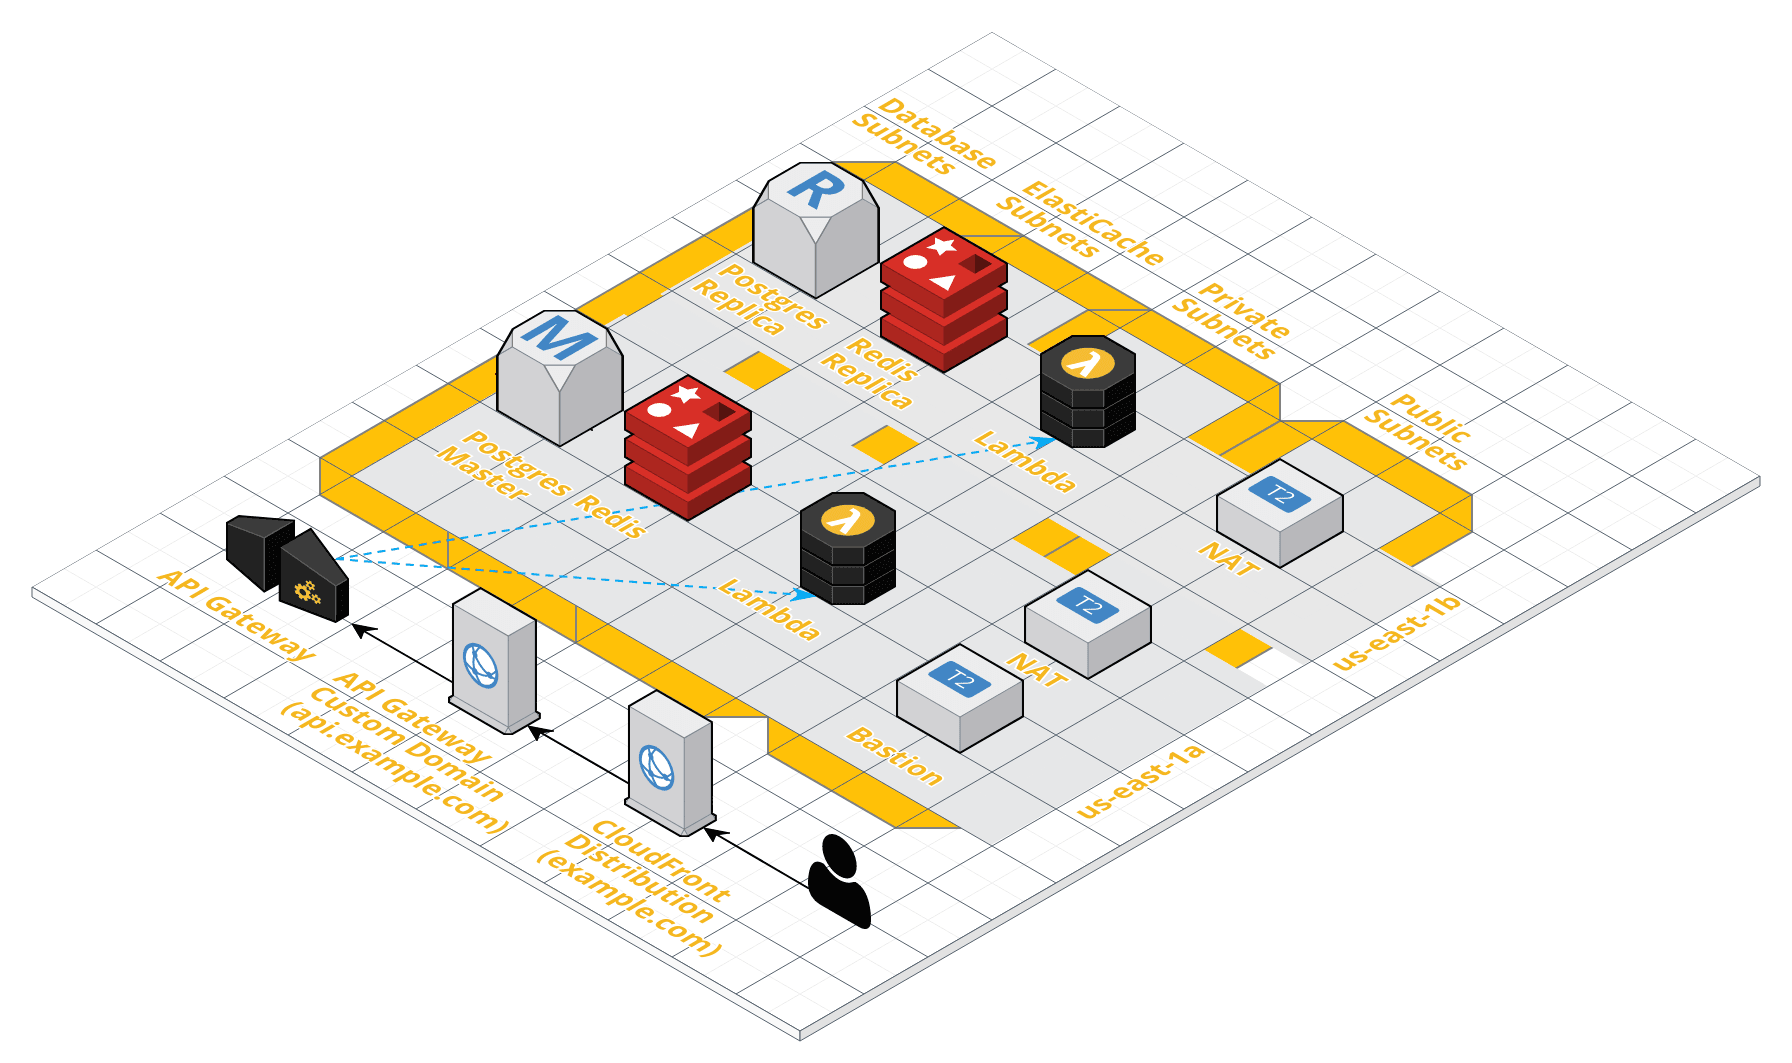 Database
Subnets
ElastiCache
Subnets
Private
Subnets
Public
Subnets
R
Postgres
Replica
Redis
Replica
λ
Lambda
T2
NAT
us-east-1b
M
Postgres
Master
Redis
λ
Lambda
T2
NAT
T2
Bastion
us-east-1a
API Gateway
API Gateway
Custom Domain
(api.example.com)
CloudFront
Distribution
(example.com)